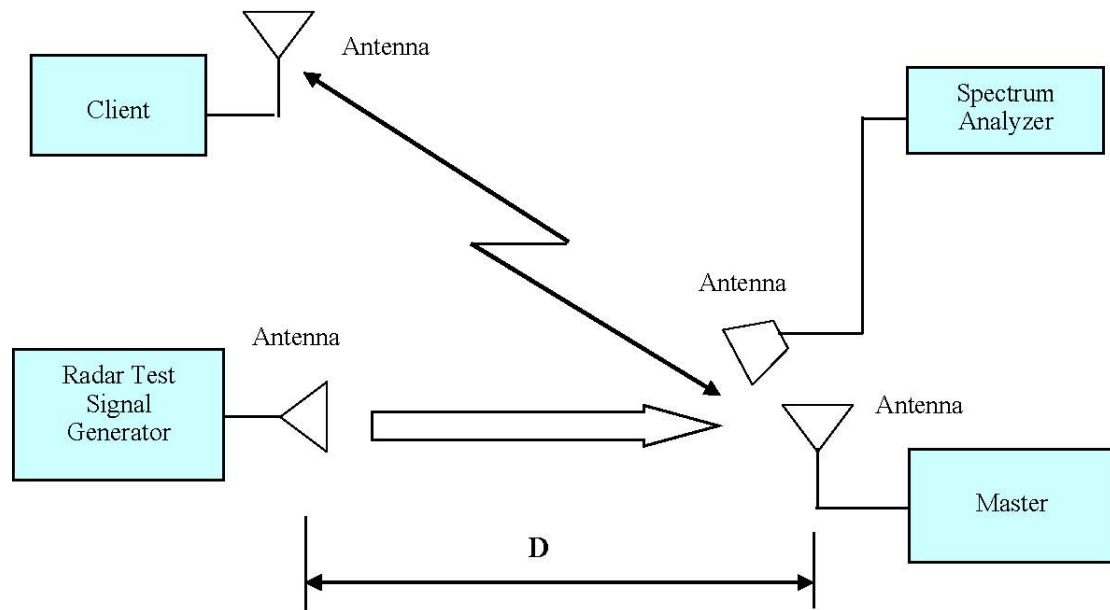 Antenna
Client
Spectrum
Analyzer
Antenna
Antenna
Radar Test
Signal
Generator
Antenna
Master
D